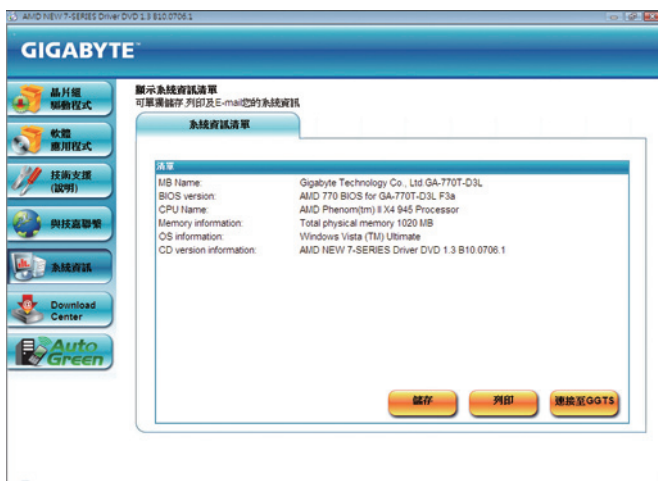 AMD NEW 7-SERIES Driver DVD 1.3 B10.0706.1
GIGABYTE™
晶片組
驅動程式
軟體
應用程式
技術支援
(說明)
與技嘉聯繫
系統資訊
Download
Center
Auto
Green
顯示系統資訊清單
可單獨儲存,列印及E-mail您的系統資訊
系統資訊清單
清單
MB Name: Gigabyte Technology Co., Ltd.GA-770T-D3L
BIOS version: AMD 770 BIOS for GA-770T-D3L F3a
CPU Name: AMD Phenom(tm) II X4 945 Processor
Memory information: Total physical memory 1020 MB
OS information: Windows Vista (TM) Ultimate
CD version information: AMD NEW 7-SERIES Driver DVD 1.3 B10.0706.1
儲存
列印
連接至GGTS